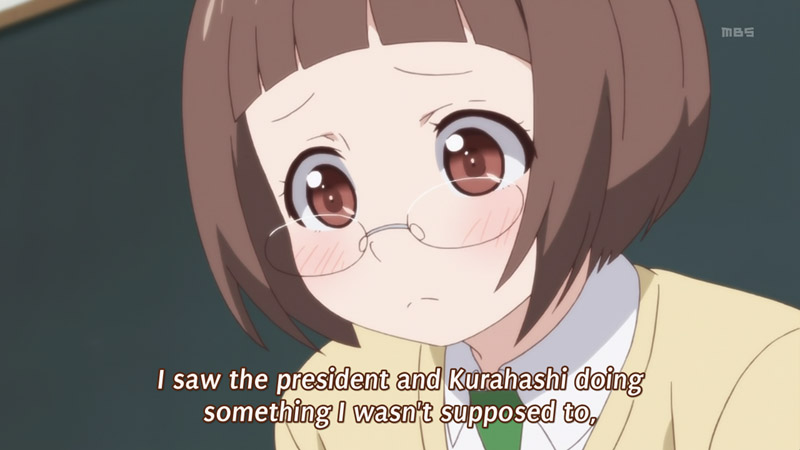 MBS
I saw the president and Kurahashi doing
something I wasn't supposed to,